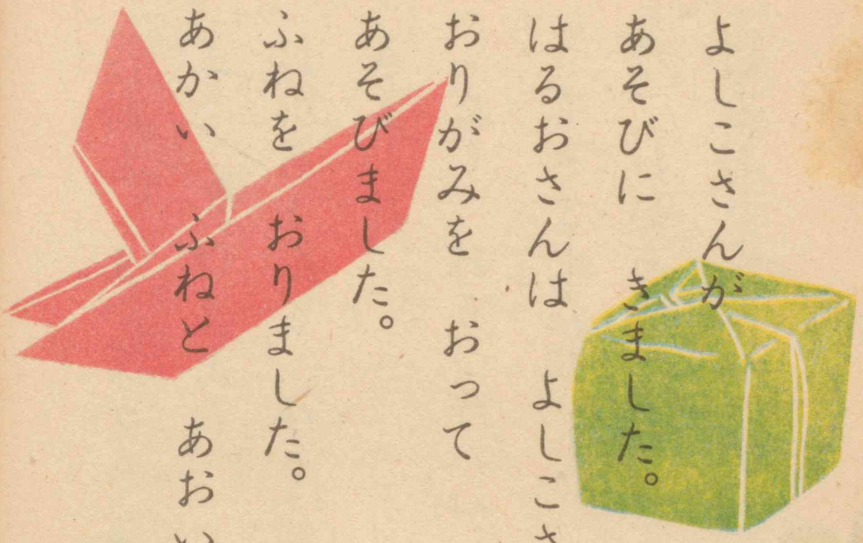 よしこさんが
あそびに　きました。
はるおさんは　よしこ
おりがみを　おって
あそびました。
ふねを　おりました。
あかい　ふねと　あおい